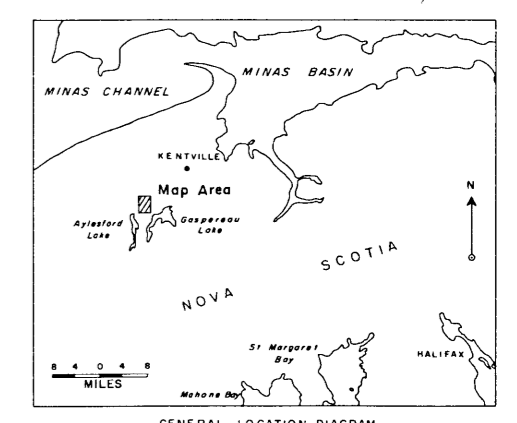 MINAS BASIN
MINAS CHANNEL
KENTVILLE
Map Area
Aylesford
Lake
Gaspereau
Lake
N
NOVA SCOTIA
St Margaret
Bay
HALIFAX
8 4 0 4 8
MILES
Mahone Bay
GENERAL LOCATION DIAGRAM